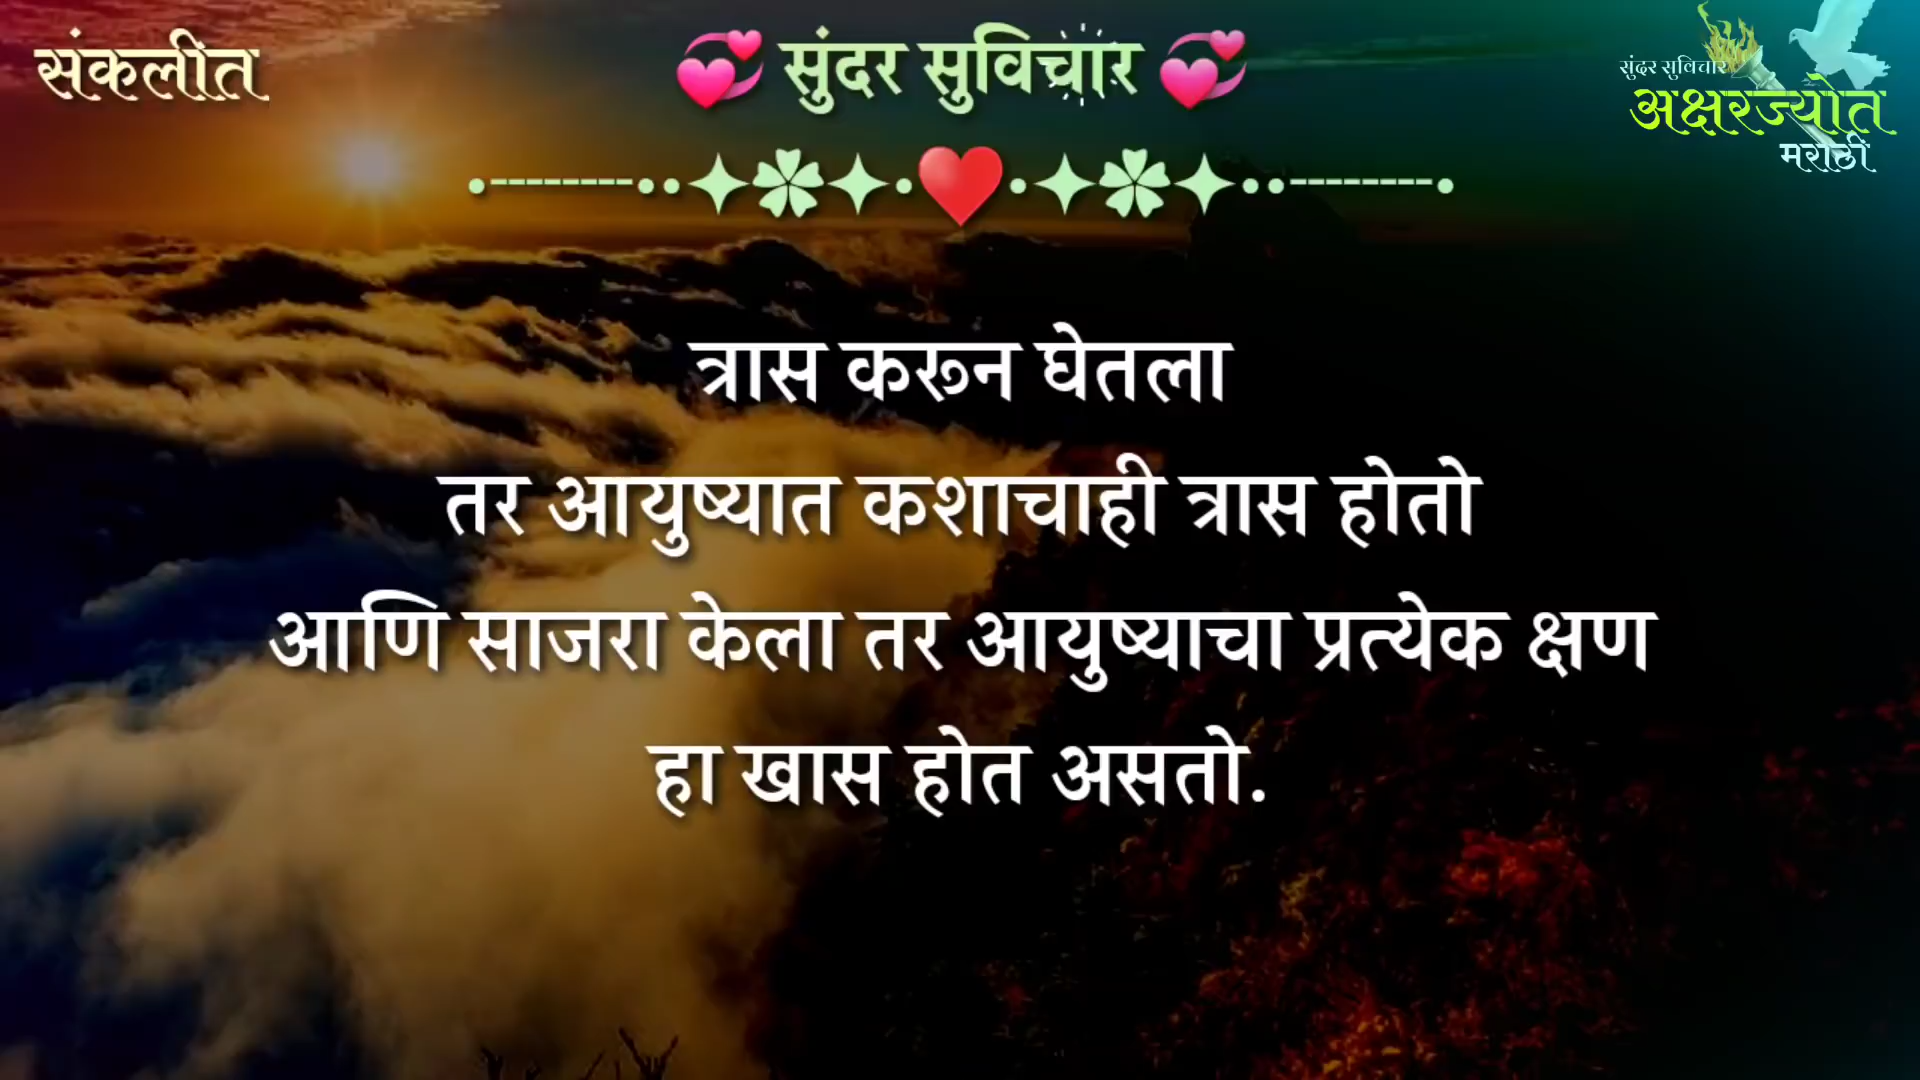 संकलीत
💞 सुंदर सुविचार 💞
सुंदर सुविचार
अक्षरज्योत
मराठी
त्रास करून घेतला
तर आयुष्यात कशाचाही त्रास होतो
आणि साजरा केला तर आयुष्याचा प्रत्येक क्षण
हा खास होत असतो.